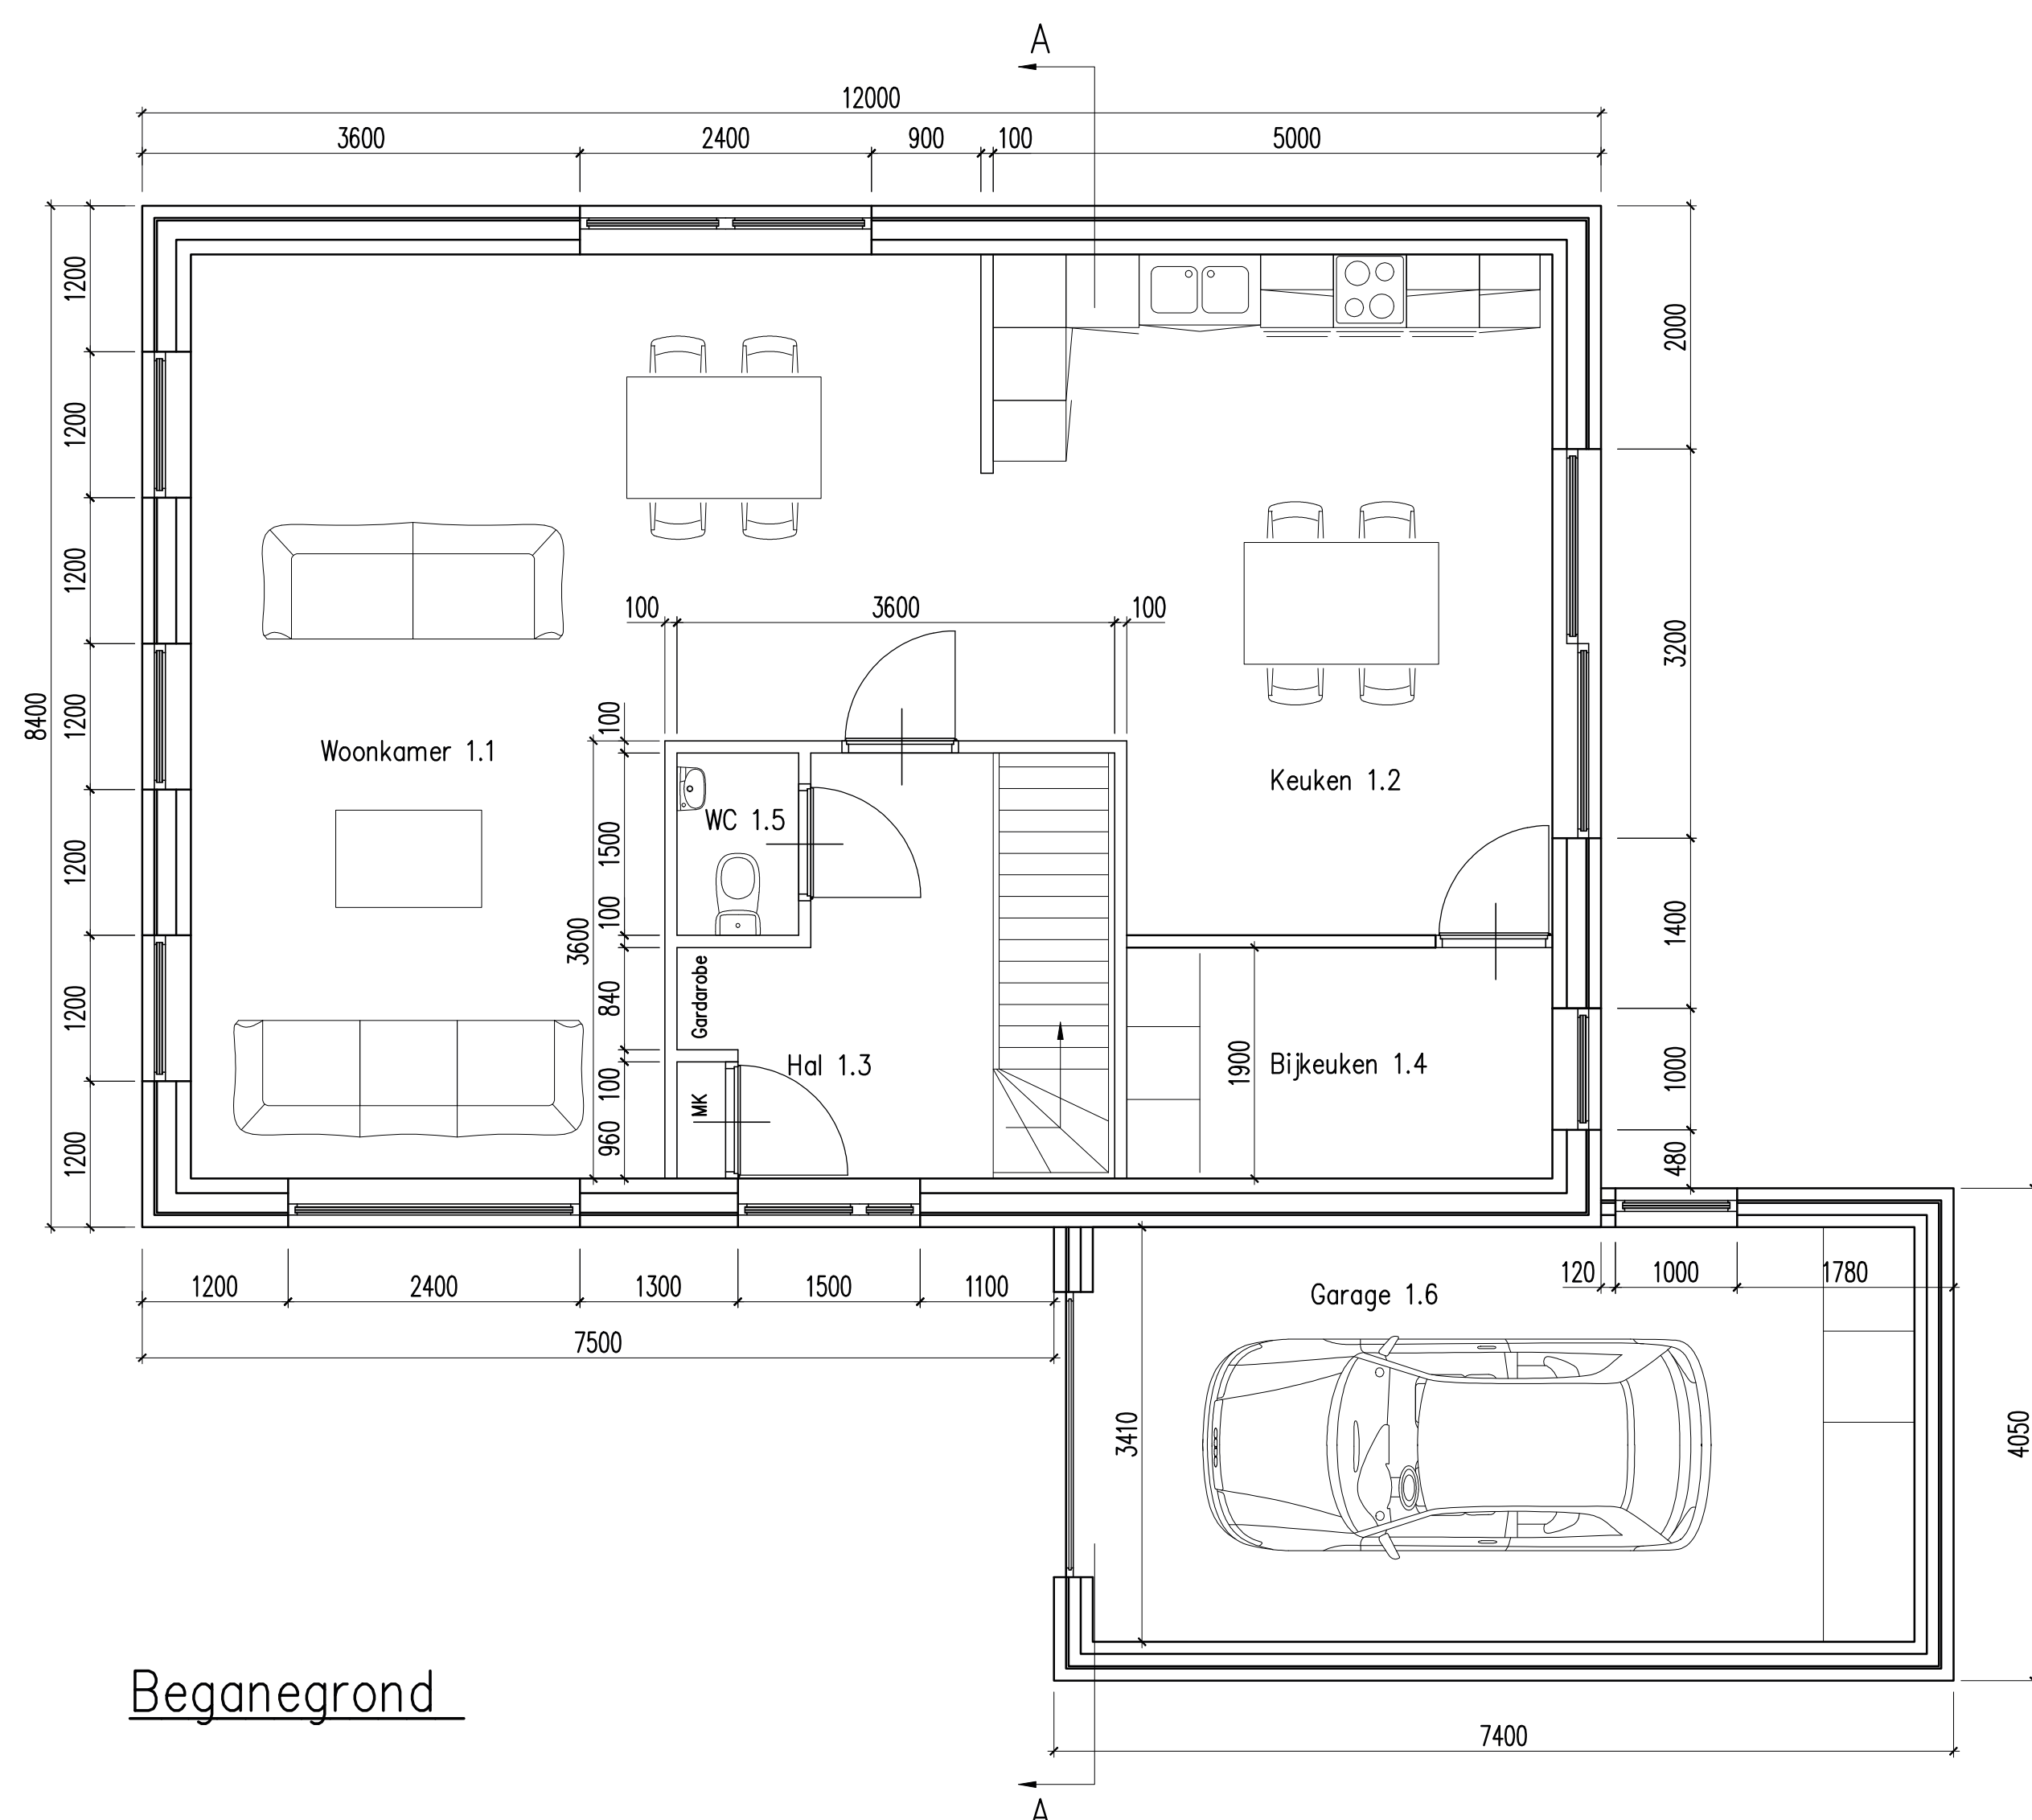 A
12000
3600 2400 900 100 5000
1200
1200
1200
1200
1200
1200
1200
8400
2000
3200
1400
1000
480
100 3600 100
100
1500
100
840
100
960
3600
Woonkamer 1.1
Keuken 1.2
WC 1.5
Gardarobe
Hal 1.3
MK
1900
Bijkeuken 1.4
1200 2400 1300 1500 1100
7500
120 1000 1780
Garage 1.6
3410
4050
Beganegrond
7400
A